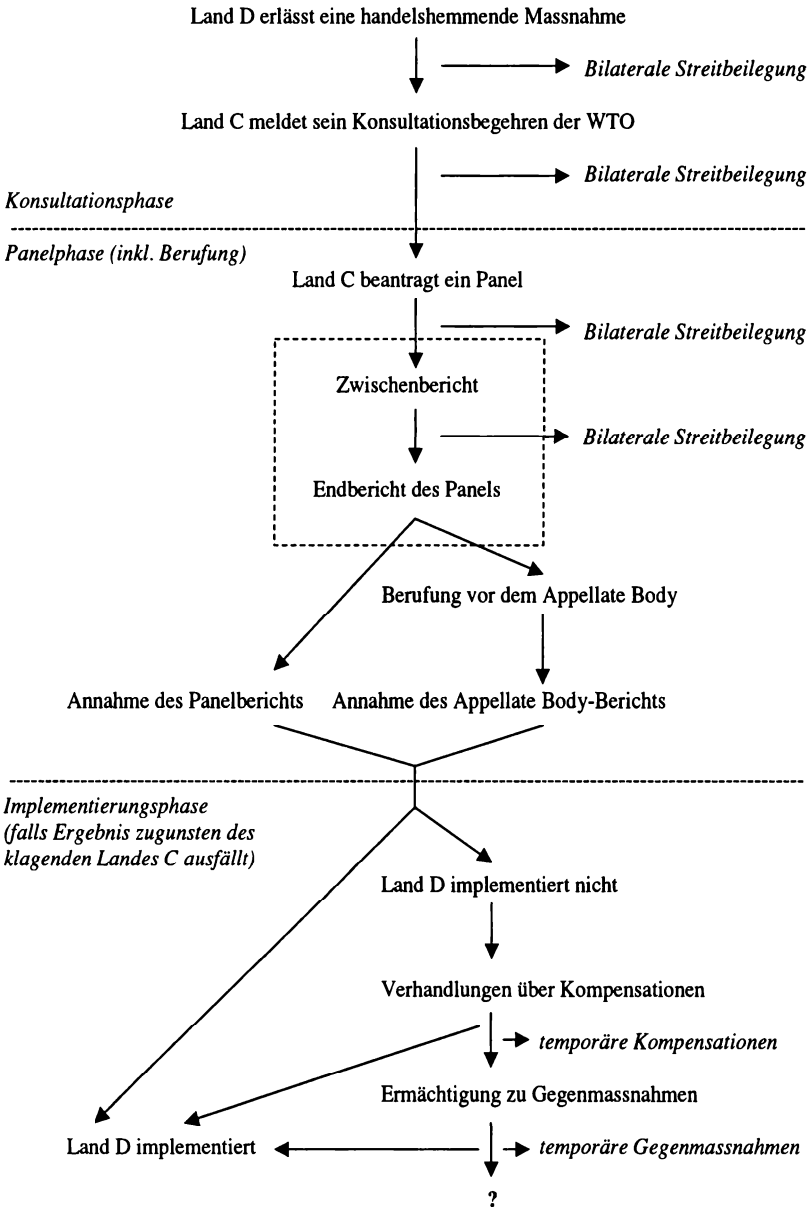 Land D erlässt eine handelshemmende Massnahme
Bilaterale Streitbeilegung
Land C meldet sein Konsultationsbegehren der WTO
Bilaterale Streitbeilegung
Konsultationsphase
Panelphase (inkl. Berufung)
Land C beantragt ein Panel
Bilaterale Streitbeilegung
Zwischenbericht
Bilaterale Streitbeilegung
Endbericht des Panels
Berufung vor dem Appellate Body
Annahme des Panelberichts
Annahme des Appellate Body-Berichts
Implementierungsphase
(falls Ergebnis zugunsten des
klagenden Landes C ausfällt)
Land D implementiert nicht
Verhandlungen über Kompensationen
temporäre Kompensationen
Ermächtigung zu Gegenmassnahmen
Land D implementiert
temporäre Gegenmassnahmen
?